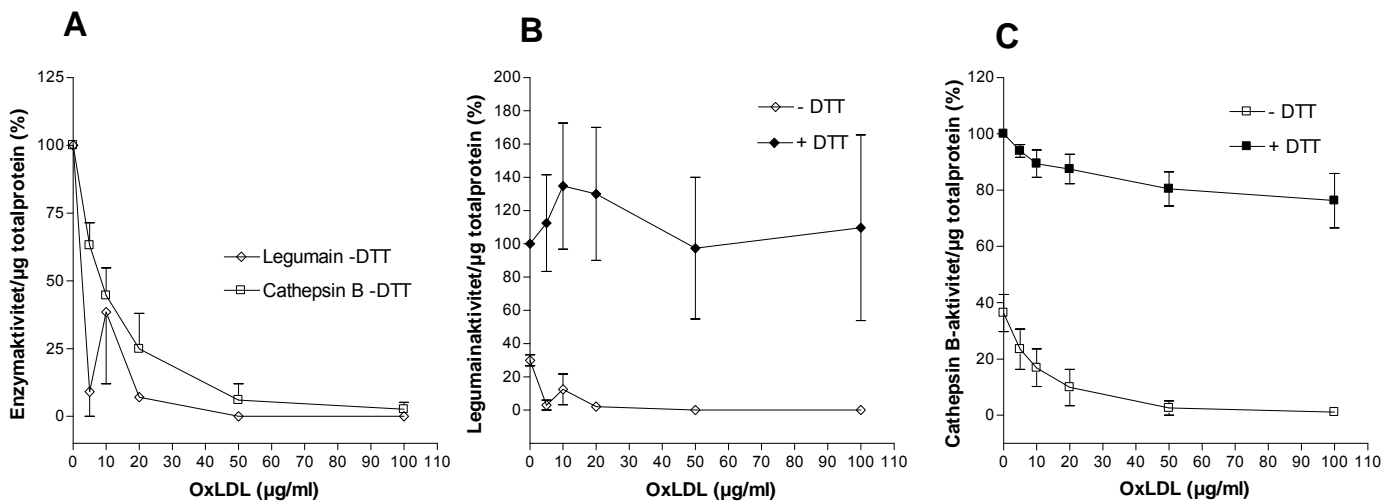 A
Enzymaktivitet/µg totalprotein (%)
125
100
75
50
25
0
Legumain -DTT
Cathepsin B -DTT
0 10 20 30 40 50 60 70 80 90 100 110
OxLDL (µg/ml)
B
Legumainaktivitet/µg totalprotein (%)
200
180
160
140
120
100
80
60
40
20
0
- DTT
+ DTT
0 10 20 30 40 50 60 70 80 90 100 110
OxLDL (µg/ml)
C
Cathepsin B-aktivitet/µg totalprotein (%)
120
100
80
60
40
20
0
- DTT
+ DTT
0 10 20 30 40 50 60 70 80 90 100 110
OxLDL (µg/ml)